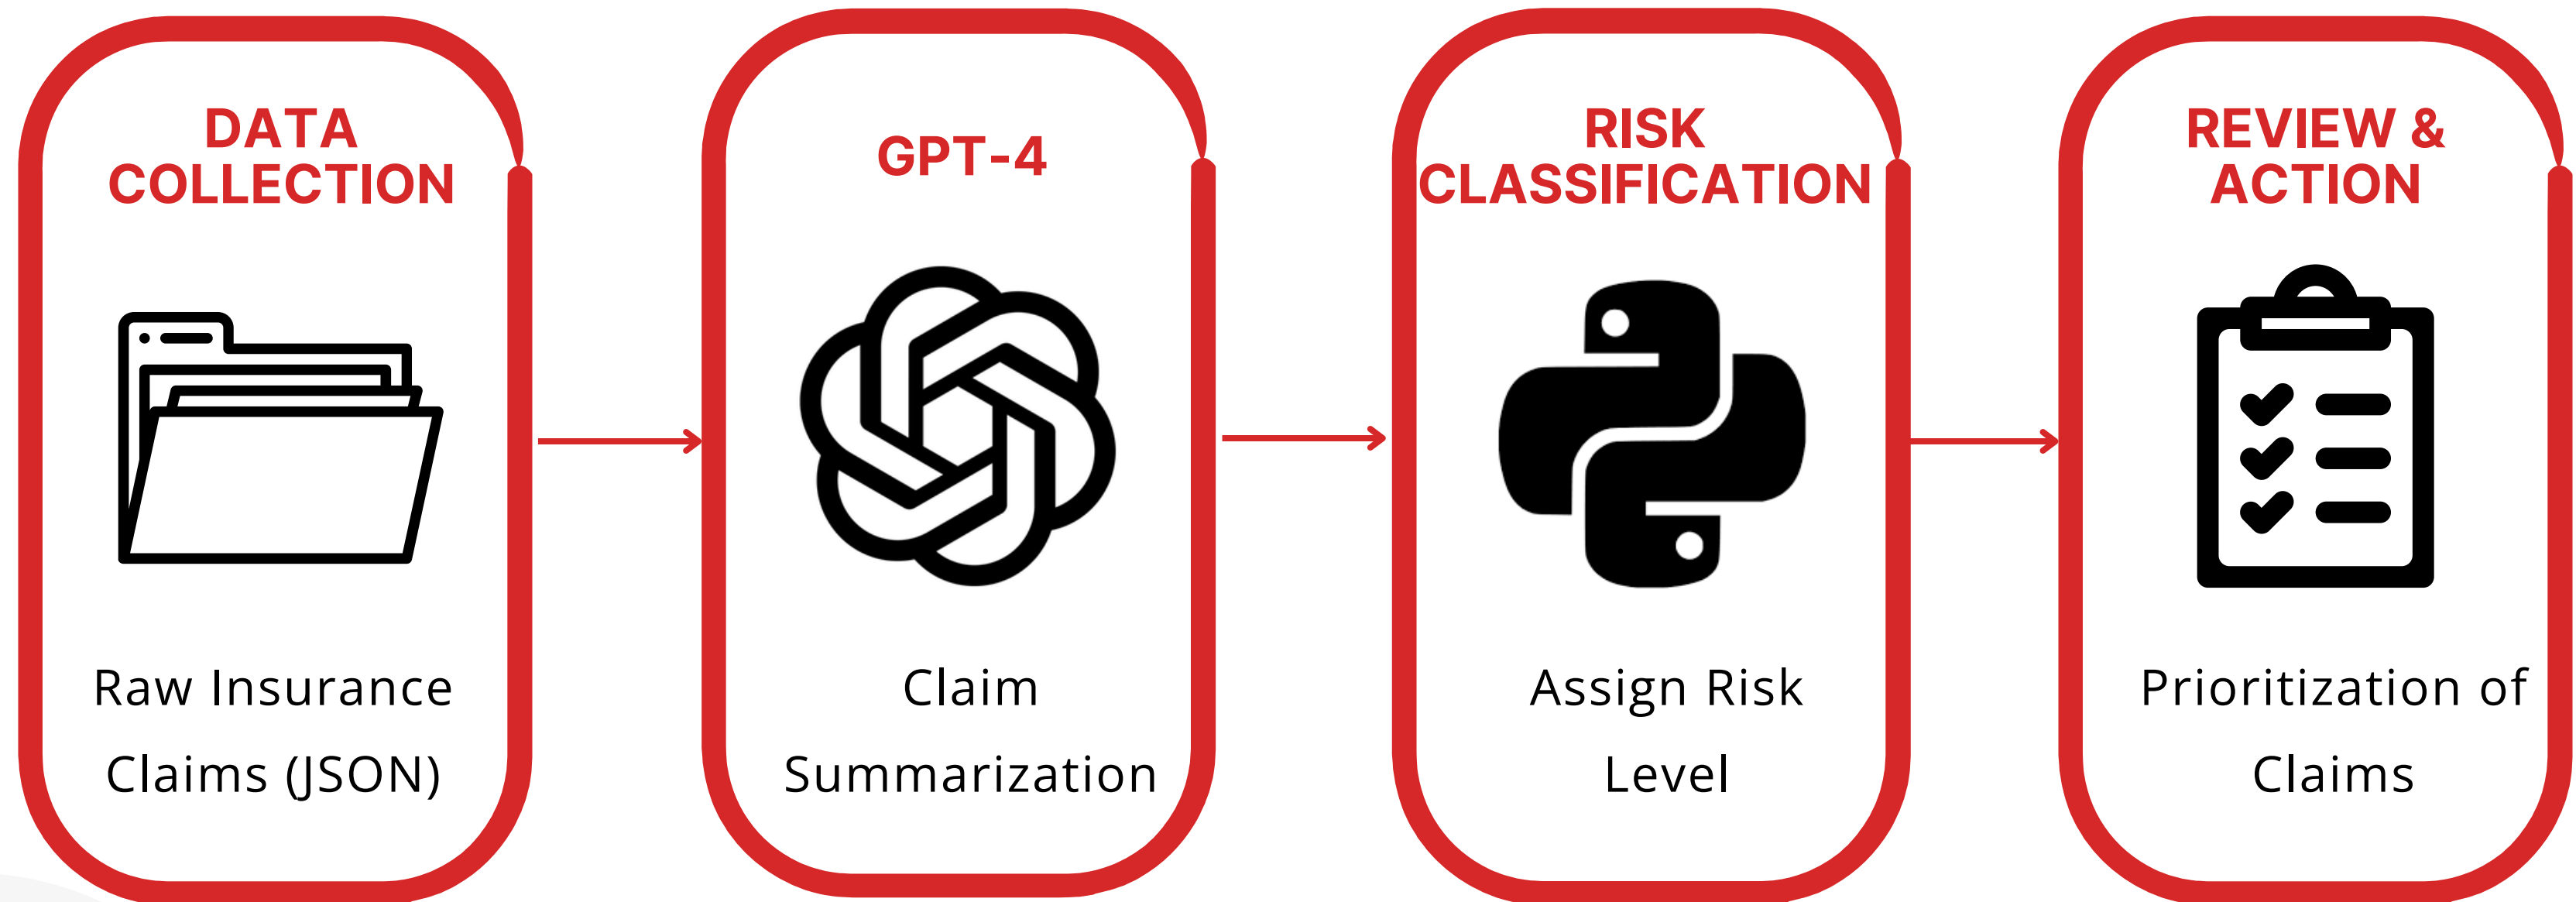 DATA
COLLECTION
Raw Insurance
Claims (JSON)
GPT-4
Claim
Summarization
RISK
CLASSIFICATION
Assign Risk
Level
REVIEW &
ACTION
Prioritization of
Claims